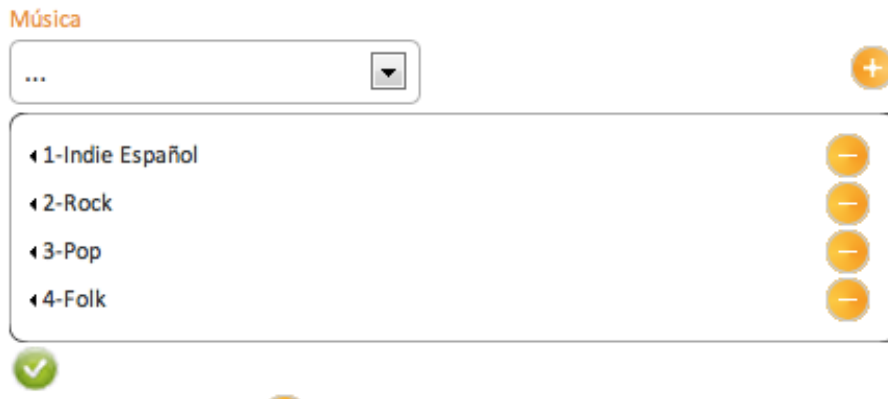 Música
...
1-Indie Español
2-Rock
3-Pop
4-Folk